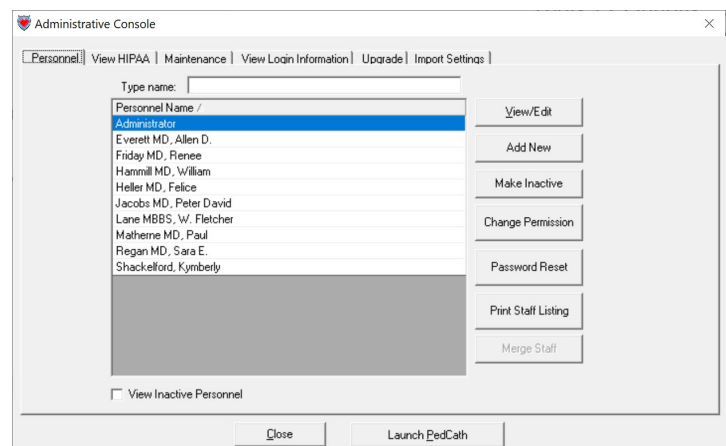 Administrative Console
Personnel View HIPAA Maintenance View Login Information Upgrade Import Settings
Type name:
Personnel Name /
Administrator
Everett MD, Allen D.
Friday MD, Renee
Hammill MD, William
Heller MD, Felice
Jacobs MD, Peter David
Lane MBBS, W. Fletcher
Matherne MD, Paul
Regan MD, Sara E.
Shackelford, Kymberly
View/Edit
Add New
Make Inactive
Change Permission
Password Reset
Print Staff Listing
Merge Staff
View Inactive Personnel
Close Launch PedCath